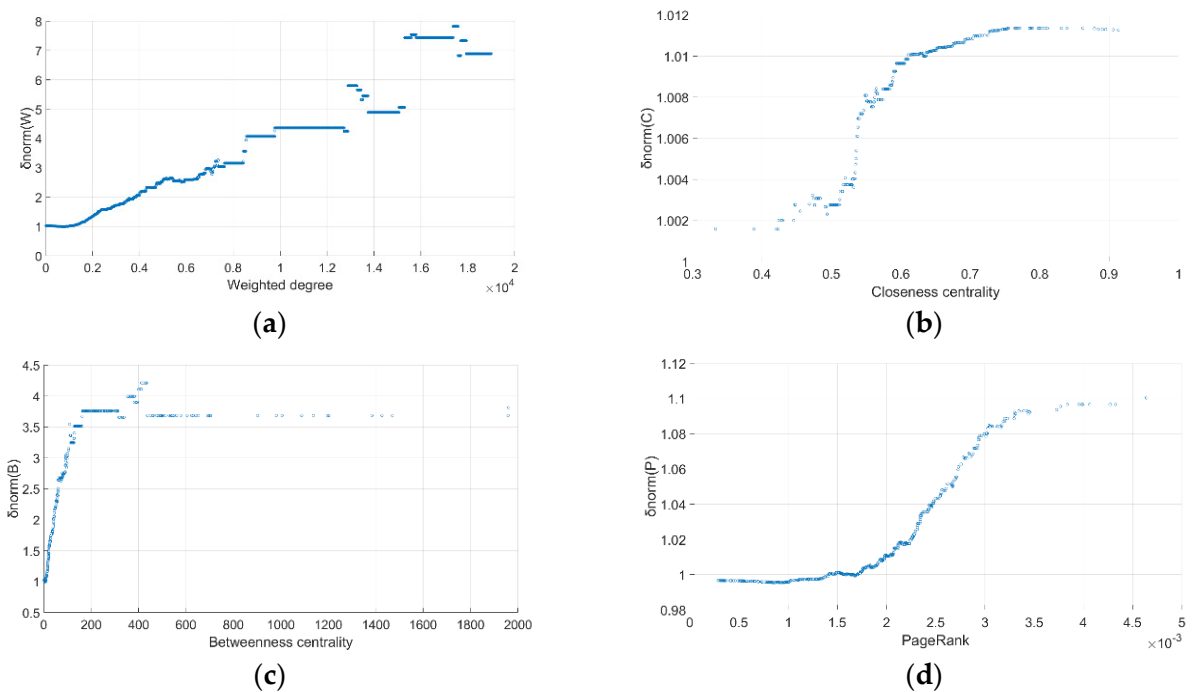 8
7
6
5
4
3
2
1
0
δnorm(W)
0 0.2 0.4 0.6 0.8 1 1.2 1.4 1.6 1.8 2
Weighted degree
×10⁴
(a)
1.012
1.01
1.008
1.006
1.004
1.002
1
δnorm(C)
0.3 0.4 0.5 0.6 0.7 0.8 0.9 1
Closeness centrality
(b)
4.5
4
3.5
3
2.5
2
1.5
1
0.5
δnorm(B)
0 200 400 600 800 1000 1200 1400 1600 1800 2000
Betweenness centrality
(c)
1.12
1.1
1.08
1.06
1.04
1.02
1
0.98
δnorm(P)
0 0.5 1 1.5 2 2.5 3 3.5 4 4.5 5
PageRank
×10⁻³
(d)